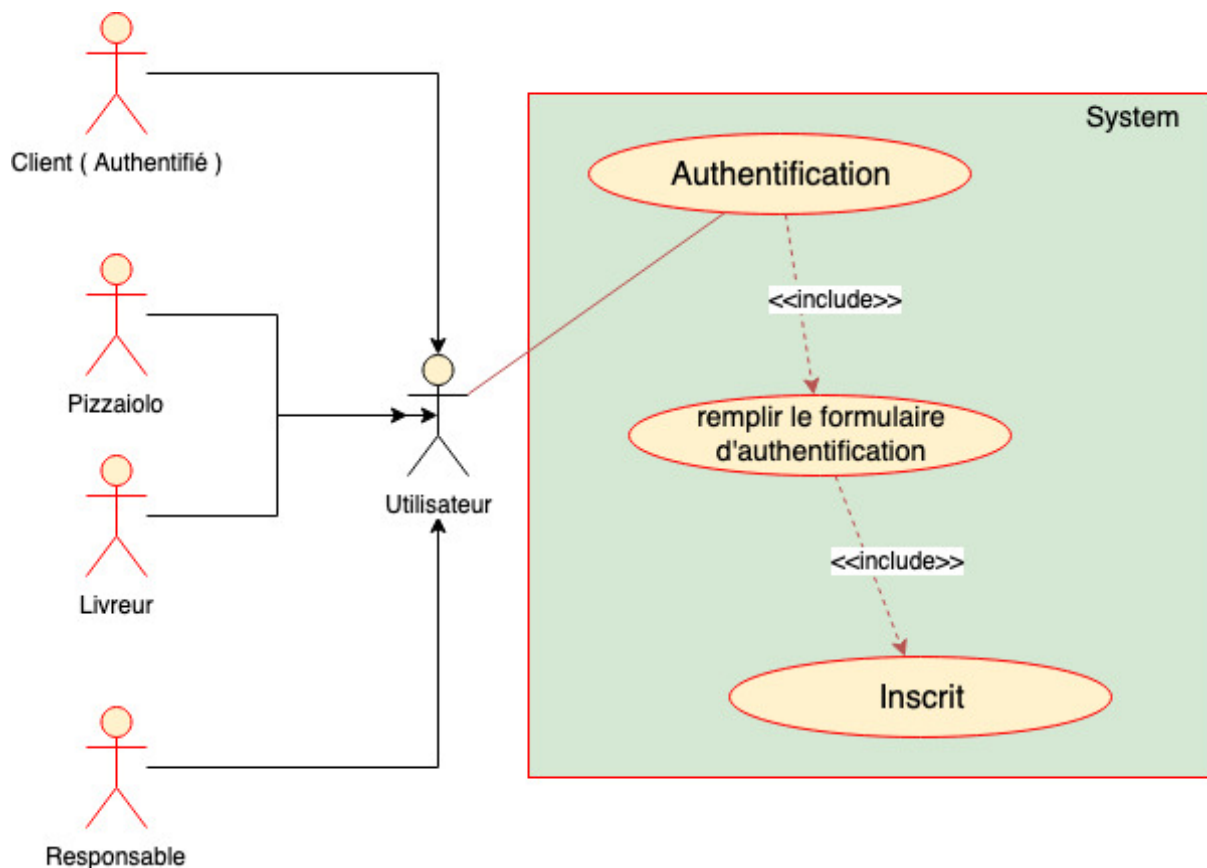 System
Client ( Authentifié )
Authentification
<<include>>
Pizzaiolo
remplir le formulaire
d'authentification
Utilisateur
<<include>>
Livreur
Inscrit
Responsable